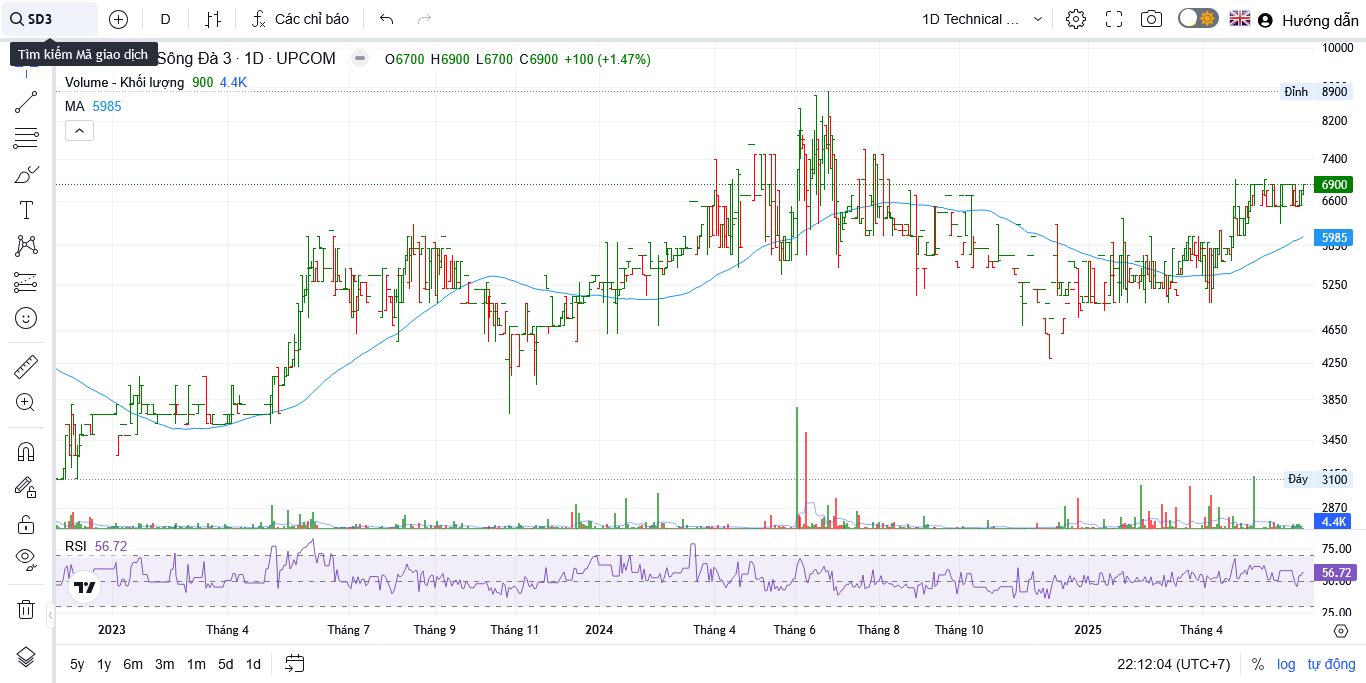 SD3
D
Các chỉ báo
1D Technical ...
Hướng dẫn
Tìm kiếm Mã giao dịch
Sông Đà 3 · 1D · UPCOM
O6700 H6900 L6700 C6900 +100 (+1.47%)
Volume - Khối lượng 900 4.4K
MA 5985
10000
Đỉnh 8900
8200
7400
6900
6600
5985
5250
4650
4250
3850
3450
Đáy 3100
2870
4.4K
RSI 56.72
75.00
56.72
25.00
2023 Tháng 4 Tháng 7 Tháng 9 Tháng 11 2024 Tháng 4 Tháng 6 Tháng 8 Tháng 10 2025 Tháng 4
5y 1y 6m 3m 1m 5d 1d
22:12:04 (UTC+7) % log tự động